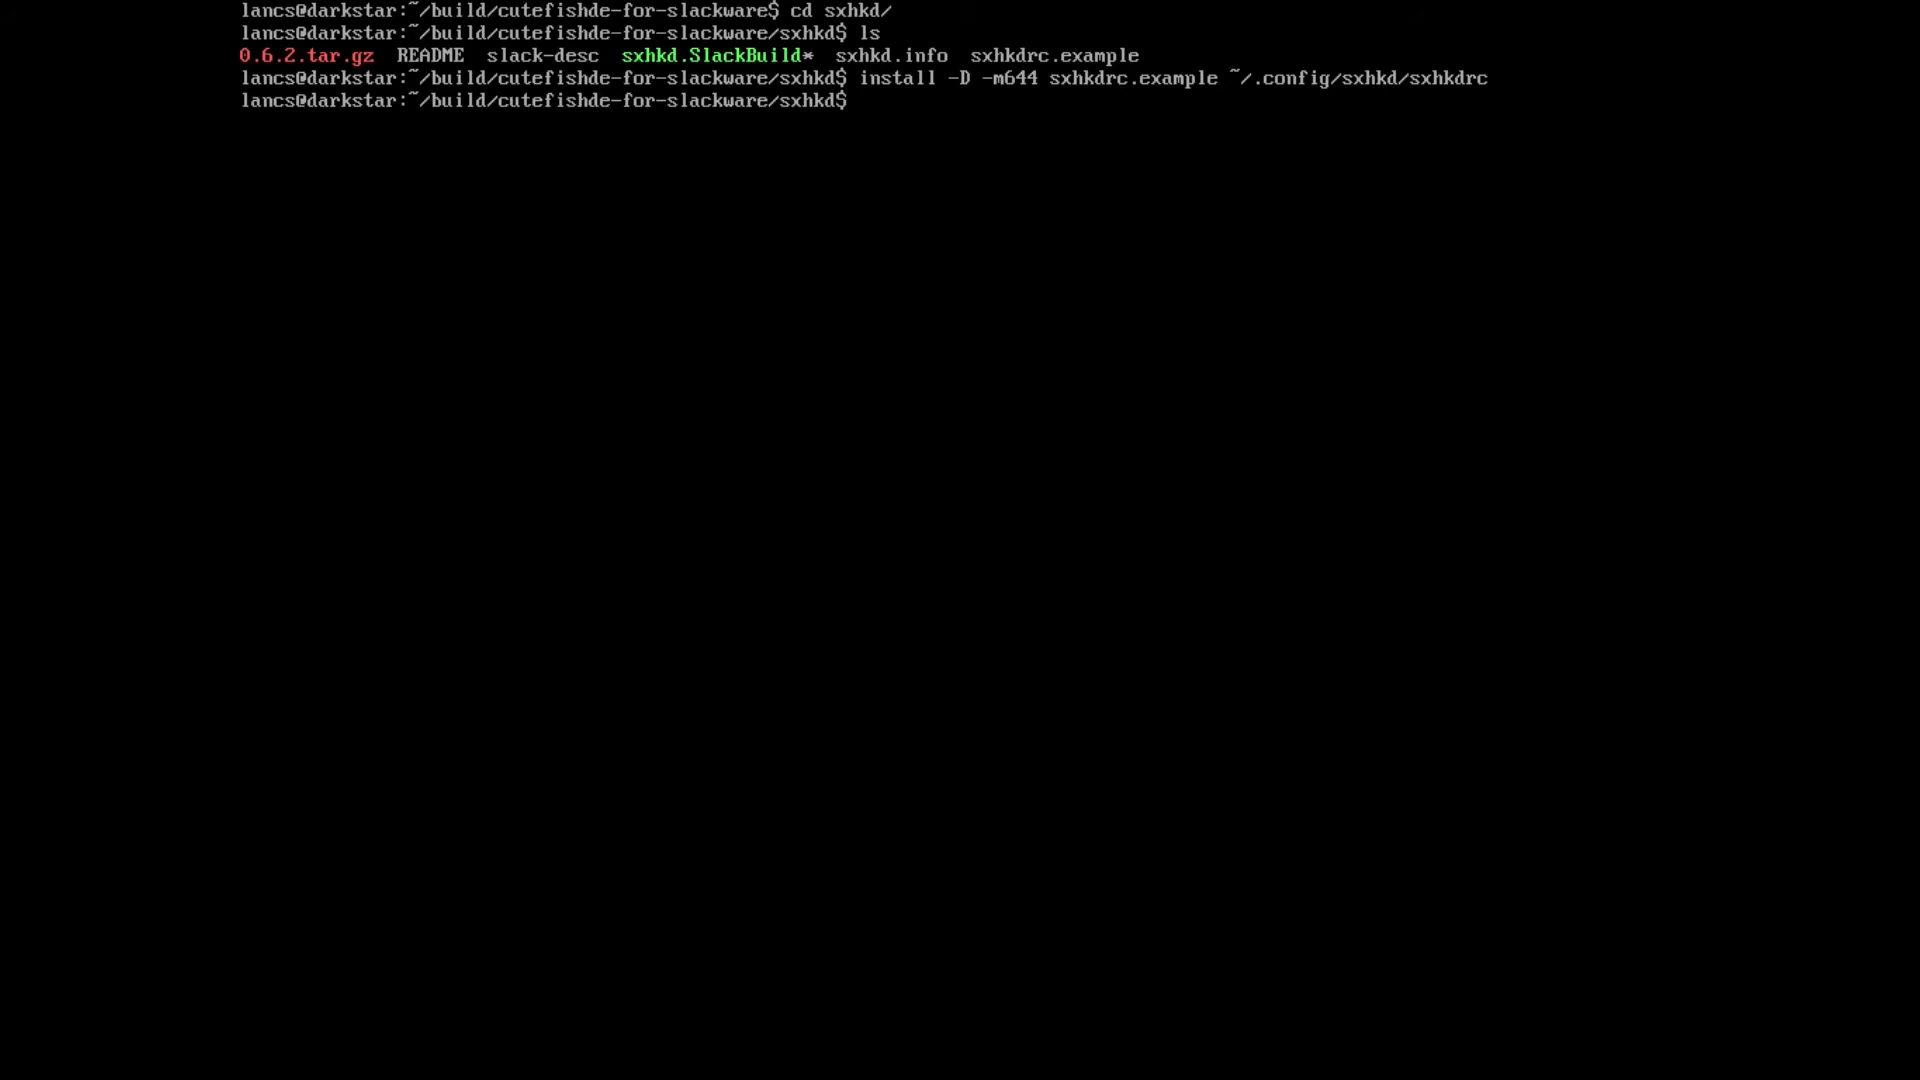 lancs@darkstar:~/build/cutefishde-for-slackware$ cd sxhkd/
lancs@darkstar:~/build/cutefishde-for-slackware/sxhkd$ ls
0.6.2.tar.gz  README  slack-desc  sxhkd.SlackBuild*  sxhkd.info  sxhkdrc.example
lancs@darkstar:~/build/cutefishde-for-slackware/sxhkd$ install -D -m644 sxhkdrc.example ~/.config/sxhkd/sxhkdrc
lancs@darkstar:~/build/cutefishde-for-slackware/sxhkd$